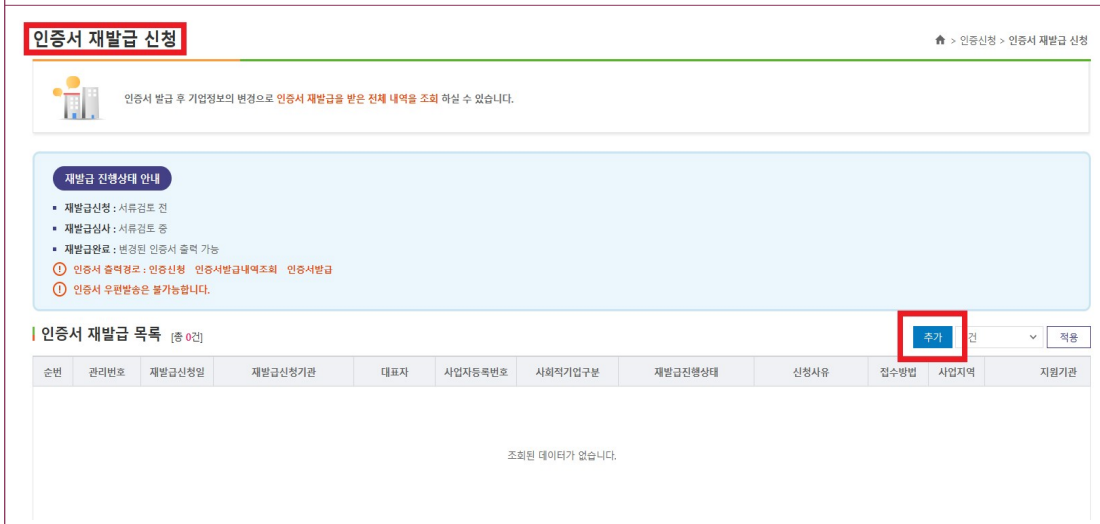 인증서 재발급 신청
> 인증신청 > 인증서 재발급 신청
인증서 발급 후 기업정보의 변경으로 인증서 재발급을 받은 전체 내역을 조회 하실 수 있습니다.
재발급 진행상태 안내
재발급신청 : 서류검토 전
재발급심사 : 서류검토 중
재발급완료 : 변경된 인증서 출력 가능
인증서 출력경로 : 인증신청 인증서발급내역조회 인증서발급
인증서 우편발송은 불가능합니다.
인증서 재발급 목록 [총 0건] 추가 건 적용
순번 관리번호 재발급신청일 재발급신청기관 대표자 사업자등록번호 사회적기업구분 재발급진행상태 신청사유 접수방법 사업지역 지원기관
조회된 데이터가 없습니다.